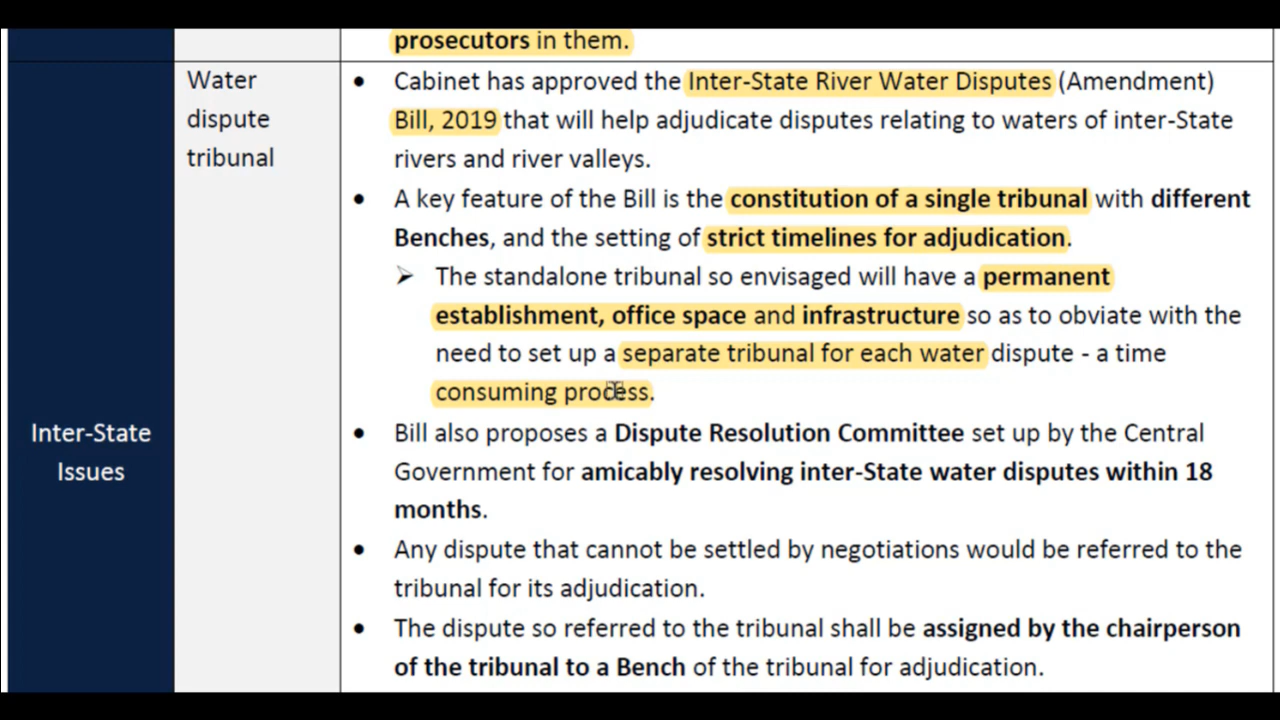 prosecutors in them.
Water
dispute
tribunal
• Cabinet has approved the Inter-State River Water Disputes (Amendment)
Bill, 2019 that will help adjudicate disputes relating to waters of inter-State
rivers and river valleys.
• A key feature of the Bill is the constitution of a single tribunal with different
Benches, and the setting of strict timelines for adjudication.
➢ The standalone tribunal so envisaged will have a permanent
establishment, office space and infrastructure so as to obviate with the
need to set up a separate tribunal for each water dispute - a time
consuming process.
Inter-State
Issues
• Bill also proposes a Dispute Resolution Committee set up by the Central
Government for amicably resolving inter-State water disputes within 18
months.
• Any dispute that cannot be settled by negotiations would be referred to the
tribunal for its adjudication.
• The dispute so referred to the tribunal shall be assigned by the chairperson
of the tribunal to a Bench of the tribunal for adjudication.